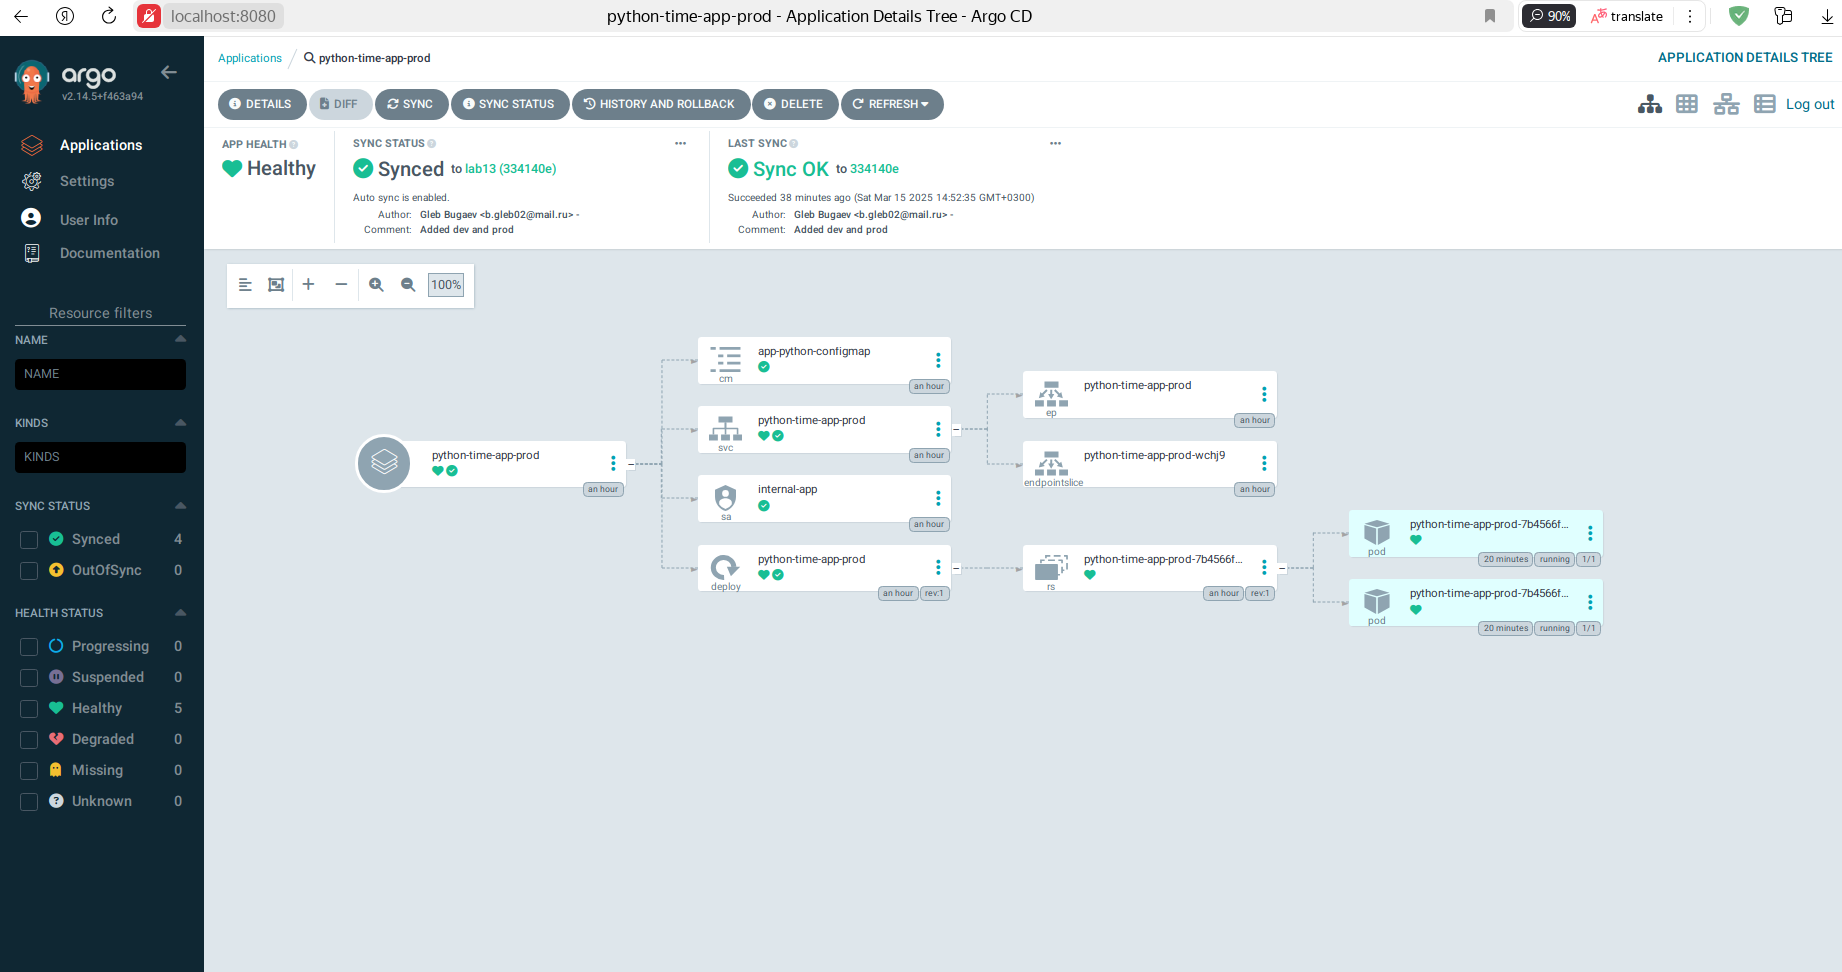 localhost:8080
python-time-app-prod - Application Details Tree - Argo CD
90%
translate
argo
v2.14.5+f463a94
Applications
Settings
User Info
Documentation
Resource filters
NAME
NAME
KINDS
KINDS
SYNC STATUS
Synced 4
OutOfSync 0
HEALTH STATUS
Progressing 0
Suspended 0
Healthy 5
Degraded 0
Missing 0
Unknown 0
Applications / python-time-app-prod
APPLICATION DETAILS TREE
DETAILS
DIFF
SYNC
SYNC STATUS
HISTORY AND ROLLBACK
DELETE
REFRESH
Log out
APP HEALTH
Healthy
SYNC STATUS
Synced to lab13 (334140e)
Auto sync is enabled.
Author: Gleb Bugaev <b.gleb02@mail.ru> -
Comment: Added dev and prod
LAST SYNC
Sync OK to 334140e
Succeeded 38 minutes ago (Sat Mar 15 2025 14:52:35 GMT+0300)
Author: Gleb Bugaev <b.gleb02@mail.ru> -
Comment: Added dev and prod
100%
python-time-app-prod
an hour
app-python-configmap
cm
an hour
python-time-app-prod
svc
an hour
internal-app
sa
an hour
python-time-app-prod
deploy
an hour rev:1
python-time-app-prod
ep
an hour
python-time-app-prod-wchj9
endpointslice
an hour
python-time-app-prod-7b4566f...
rs
an hour rev:1
python-time-app-prod-7b4566f...
pod
20 minutes running 1/1
python-time-app-prod-7b4566f...
pod
20 minutes running 1/1